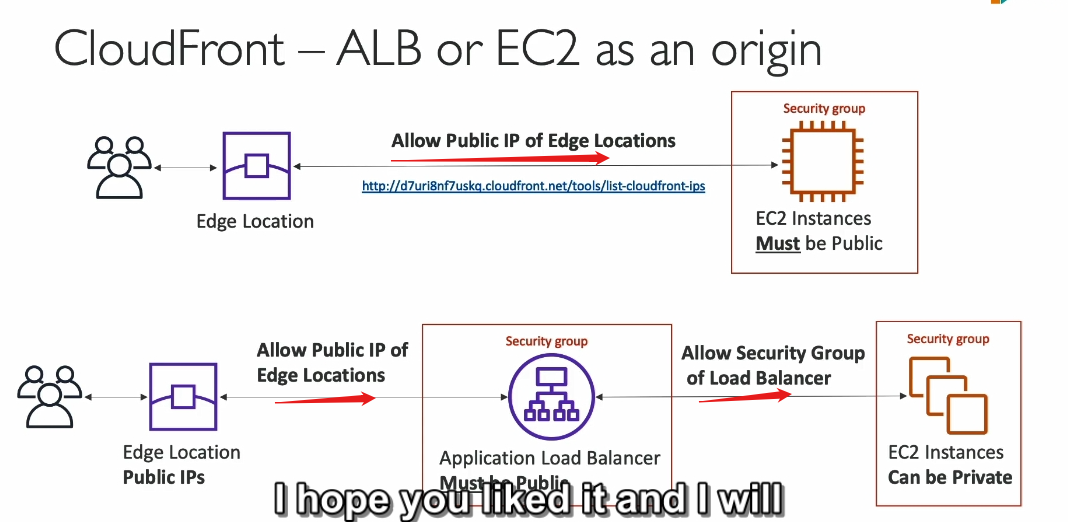 CloudFront – ALB or EC2 as an origin
Security group
Allow Public IP of Edge Locations
http://d7uri8nf7uskq.cloudfront.net/tools/list-cloudfront-ips
Edge Location
EC2 Instances
Must be Public
Security group
Allow Public IP of
Edge Locations
Allow Security Group
of Load Balancer
Security group
Edge Location
Public IPs
Application Load Balancer
Must be Public
EC2 Instances
Can be Private
I hope you liked it and I will